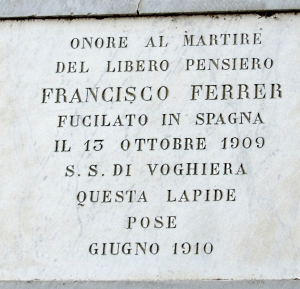 ONORE AL MARTIRE
DEL LIBERO PENSIERO
FRANCISCO FERRER
FUCILATO IN SPAGNA
IL 13 OTTOBRE 1909
S. S. DI VOGHIERA
QUESTA LAPIDE
POSE
GIUGNO 1910